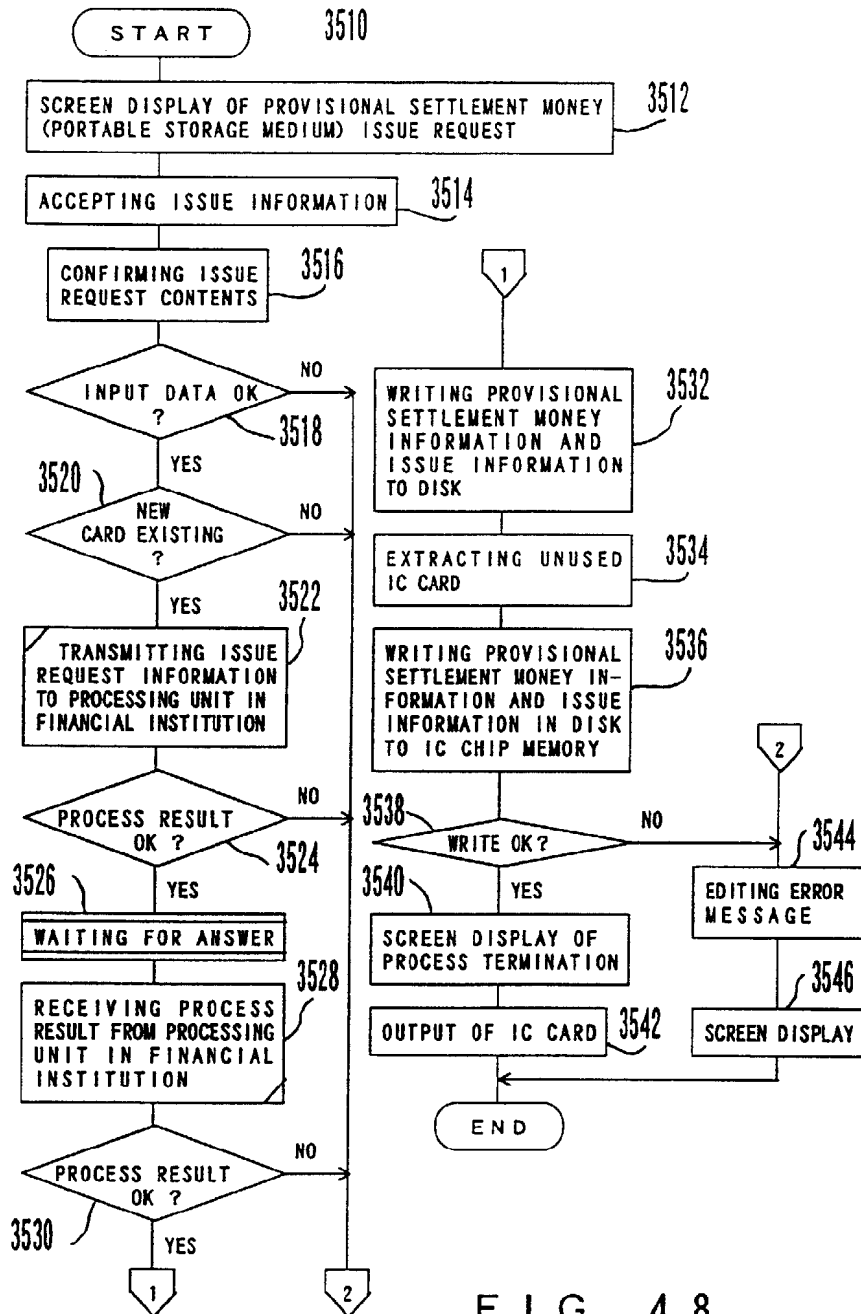 START
3510
SCREEN DISPLAY OF PROVISIONAL SETTLEMENT MONEY
(PORTABLE STORAGE MEDIUM) ISSUE REQUEST
3512
ACCEPTING ISSUE INFORMATION
3514
CONFIRMING ISSUE
REQUEST CONTENTS
3516
INPUT DATA OK
?
NO
3518
YES
3520
NEW
CARD EXISTING
?
NO
YES
3522
TRANSMITTING ISSUE
REQUEST INFORMATION
TO PROCESSING UNIT IN
FINANCIAL INSTITUTION
PROCESS RESULT
OK ?
NO
3524
YES
3526
WAITING FOR ANSWER
3528
RECEIVING PROCESS
RESULT FROM PROCESSING
UNIT IN FINANCIAL
INSTITUTION
PROCESS RESULT
OK ?
NO
3530
YES
1
2
1
WRITING PROVISIONAL
SETTLEMENT MONEY
INFORMATION AND
ISSUE INFORMATION
TO DISK
3532
EXTRACTING UNUSED
IC CARD
3534
WRITING PROVISIONAL
SETTLEMENT MONEY IN-
FORMATION AND ISSUE
INFORMATION IN DISK
TO IC CHIP MEMORY
3536
2
3538
WRITE OK?
NO
YES
3540
SCREEN DISPLAY OF
PROCESS TERMINATION
OUTPUT OF IC CARD
3542
3544
EDITING ERROR
MESSAGE
3546
SCREEN DISPLAY
END
FIG. 48